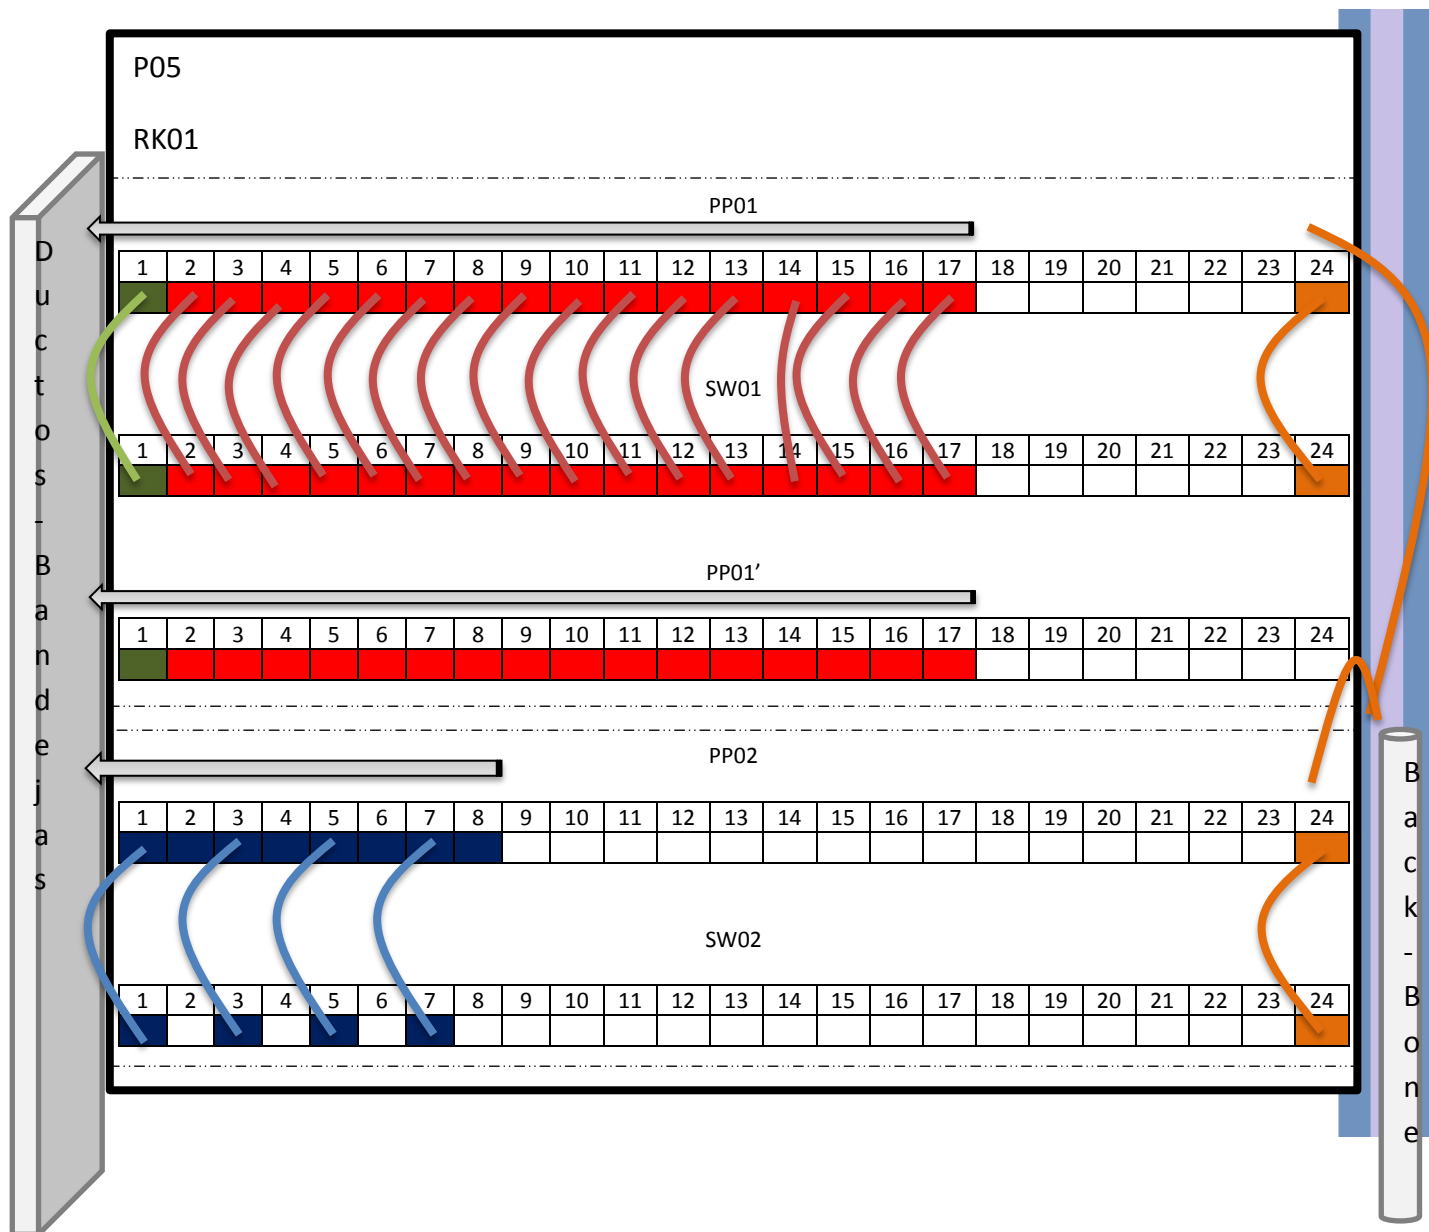 P05
RK01
PP01
1 2 3 4 5 6 7 8 9 10 11 12 13 14 15 16 17 18 19 20 21 22 23 24
SW01
1 2 3 4 5 6 7 8 9 10 11 12 13 14 15 16 17 18 19 20 21 22 23 24
PP01’
1 2 3 4 5 6 7 8 9 10 11 12 13 14 15 16 17 18 19 20 21 22 23 24
PP02
1 2 3 4 5 6 7 8 9 10 11 12 13 14 15 16 17 18 19 20 21 22 23 24
SW02
1 2 3 4 5 6 7 8 9 10 11 12 13 14 15 16 17 18 19 20 21 22 23 24
Ductos-Bandejas
Back-Bone